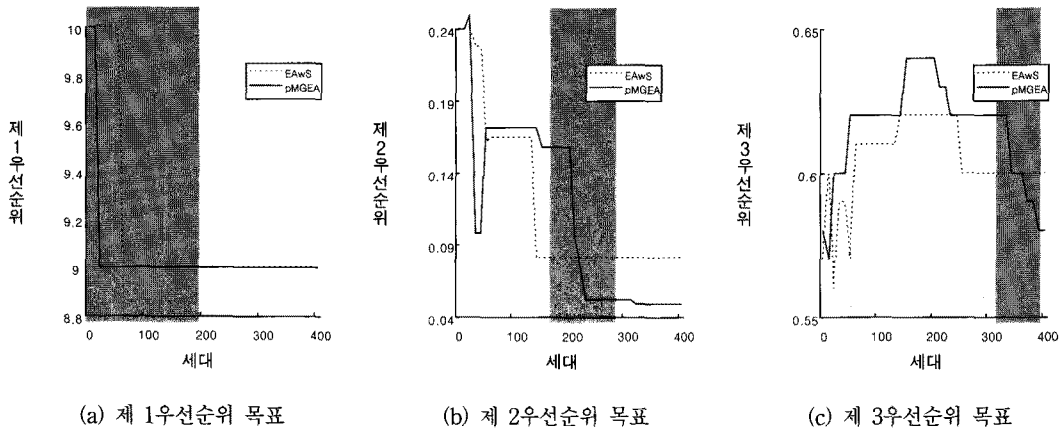 10
9.8
9.6
9.4
9.2
9
8.8
0
100
200
300
400
제1우선순위
세대
EAwS
pMGEA
(a) 제 1우선순위 목표
0.24
0.19
0.14
0.09
0.04
0
100
200
300
400
제2우선순위
세대
EAwS
pMGEA
(b) 제 2우선순위 목표
0.65
0.6
0.55
0
100
200
300
400
제3우선순위
세대
EAwS
pMGEA
(c) 제 3우선순위 목표